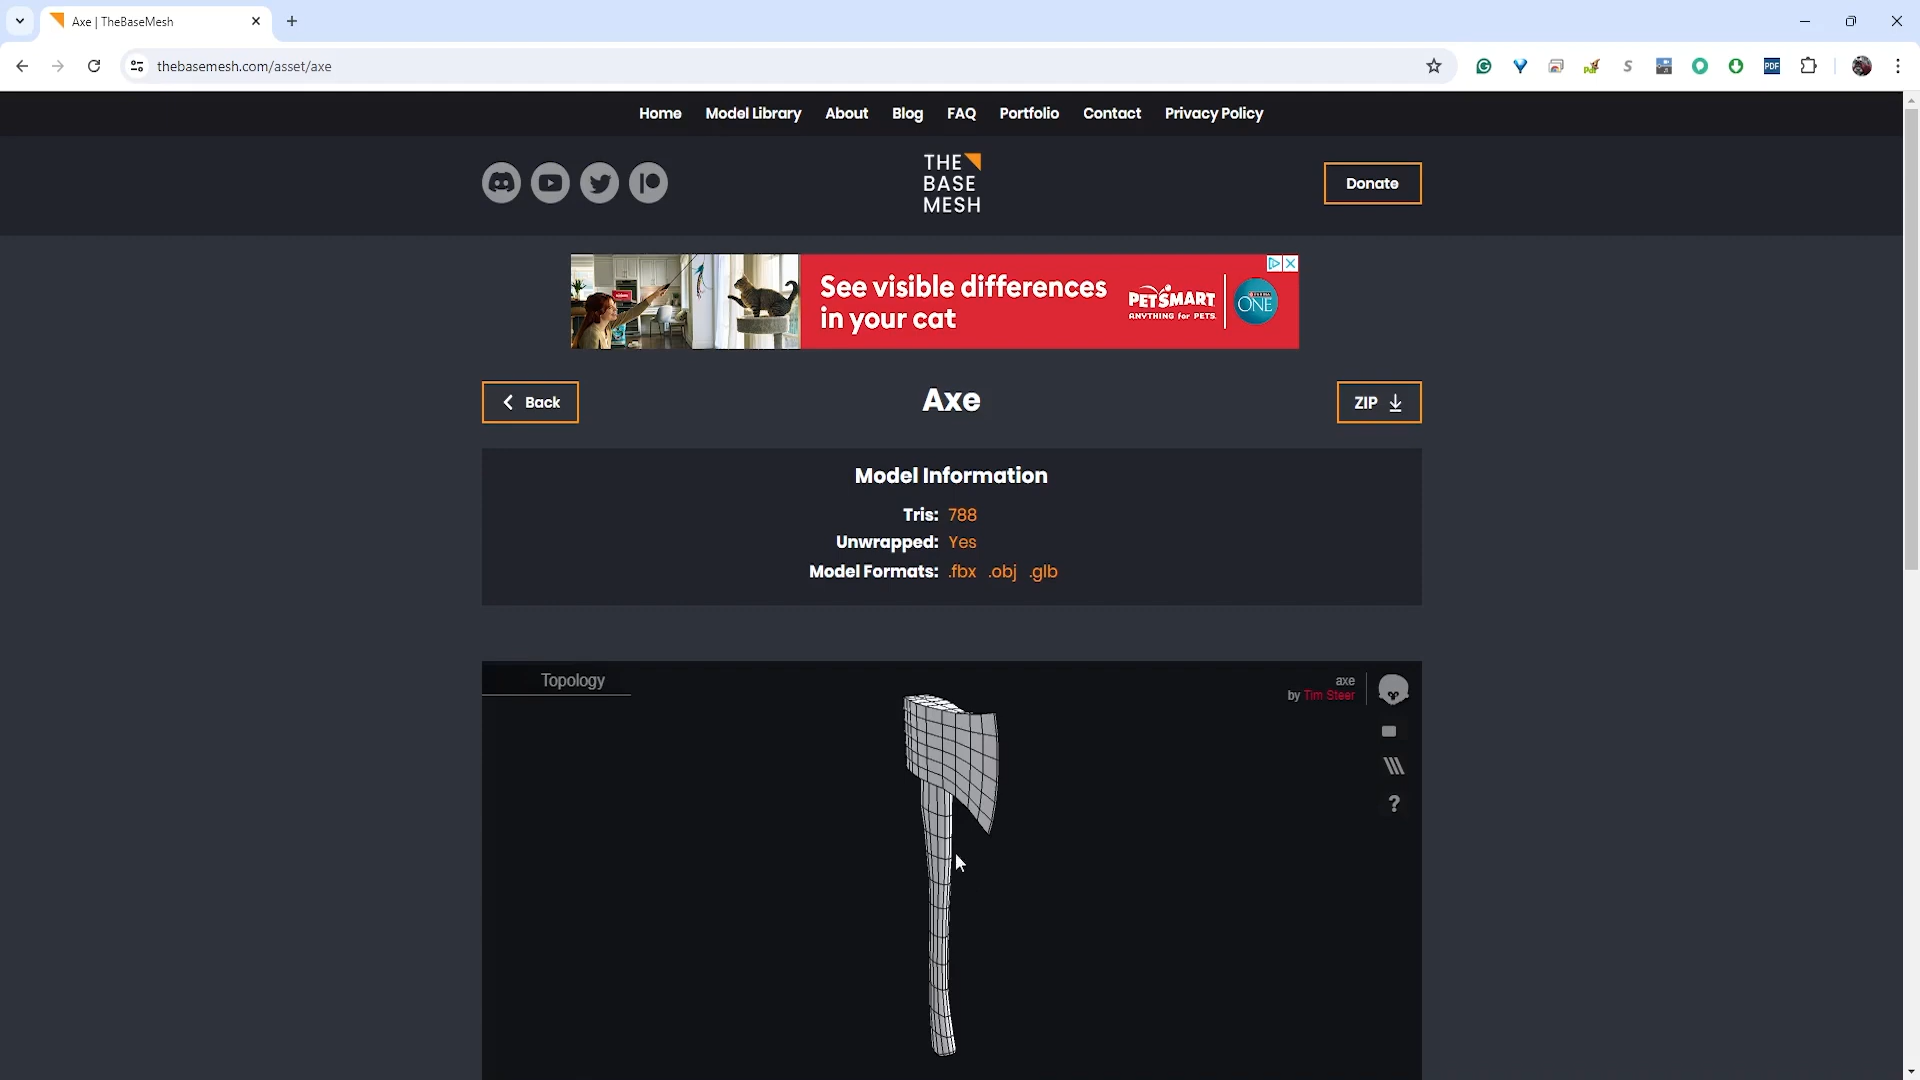 Axe | TheBaseMesh
thebasemesh.com/asset/axe
PDF
Home Model Library About Blog FAQ Portfolio Contact Privacy Policy
THE
BASE
MESH
Donate
See visible differences
in your cat
PETSMART
ANYTHING for PETS
ONE
Back
Axe
ZIP
Model Information
Tris: 788
Unwrapped: Yes
Model Formats: .fbx .obj .glb
Topology
axe
by Tim Steer
?